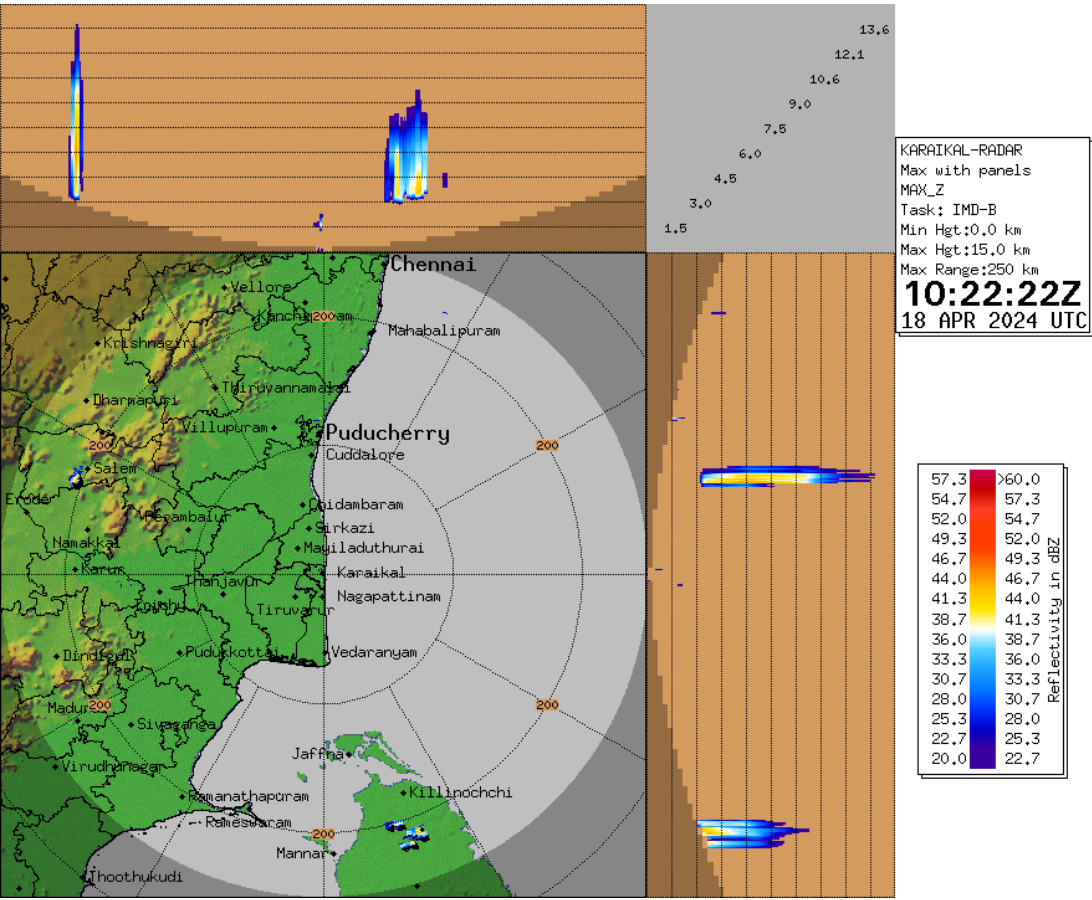 13.6
12.1
10.6
9.0
7.5
6.0
4.5
3.0
1.5
KARAIKAL-RADAR
Max with panels
MAX_Z
Task: IMD-B
Min Hgt:0.0 km
Max Hgt:15.0 km
Max Range:250 km
10:22:22Z
18 APR 2024 UTC
Chennai
Vellore
200
Mahabalipuram
Krishnagiri
Thiruvannamalai
Dharmapuri
Villupuram
Puducherry
200
200
Cuddalore
Salem
Erode
Chidambaram
Perambalur
Sirkazi
Namakkal
Mayiladuthurai
Karur
Karaikal
Thanjavur
Nagapattinam
Tiruvarur
Pudukkottai
Vedaranyam
Dindigul
200
200
Sivaganga
Jaffna
Virudhunagar
Killinochchi
Ramanathapuram
Rameswaram
200
Mannar
Thoothukudi
57.3 >60.0
54.7 57.3
52.0 54.7
49.3 52.0
46.7 49.3
44.0 46.7
41.3 44.0
38.7 41.3
36.0 38.7
33.3 36.0
30.7 33.3
28.0 30.7
25.3 28.0
22.7 25.3
20.0 22.7
Reflectivity in dBZ